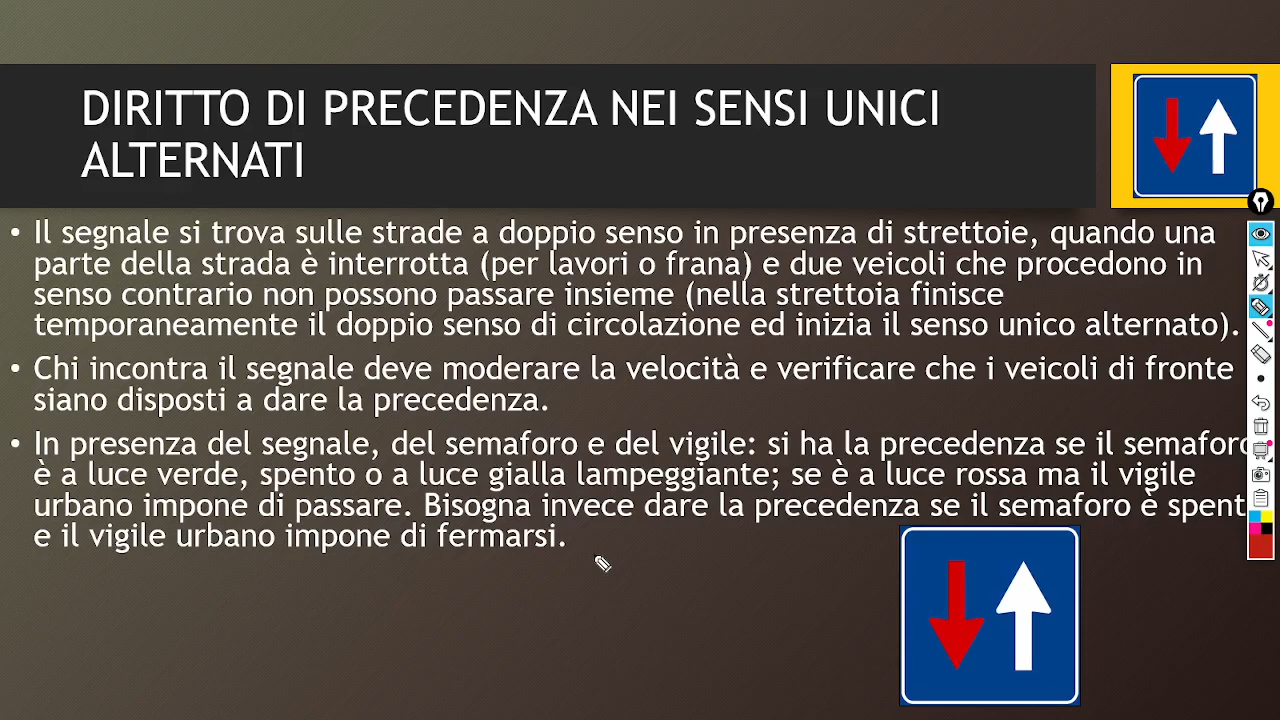 DIRITTO DI PRECEDENZA NEI SENSI UNICI
ALTERNATI
• Il segnale si trova sulle strade a doppio senso in presenza di strettoie, quando una
parte della strada è interrotta (per lavori o frana) e due veicoli che procedono in
senso contrario non possono passare insieme (nella strettoia finisce
temporaneamente il doppio senso di circolazione ed inizia il senso unico alternato).
• Chi incontra il segnale deve moderare la velocità e verificare che i veicoli di fronte
siano disposti a dare la precedenza.
• In presenza del segnale, del semaforo e del vigile: si ha la precedenza se il semaforo
è a luce verde, spento o a luce gialla lampeggiante; se è a luce rossa ma il vigile
urbano impone di passare. Bisogna invece dare la precedenza se il semaforo è spent
e il vigile urbano impone di fermarsi.